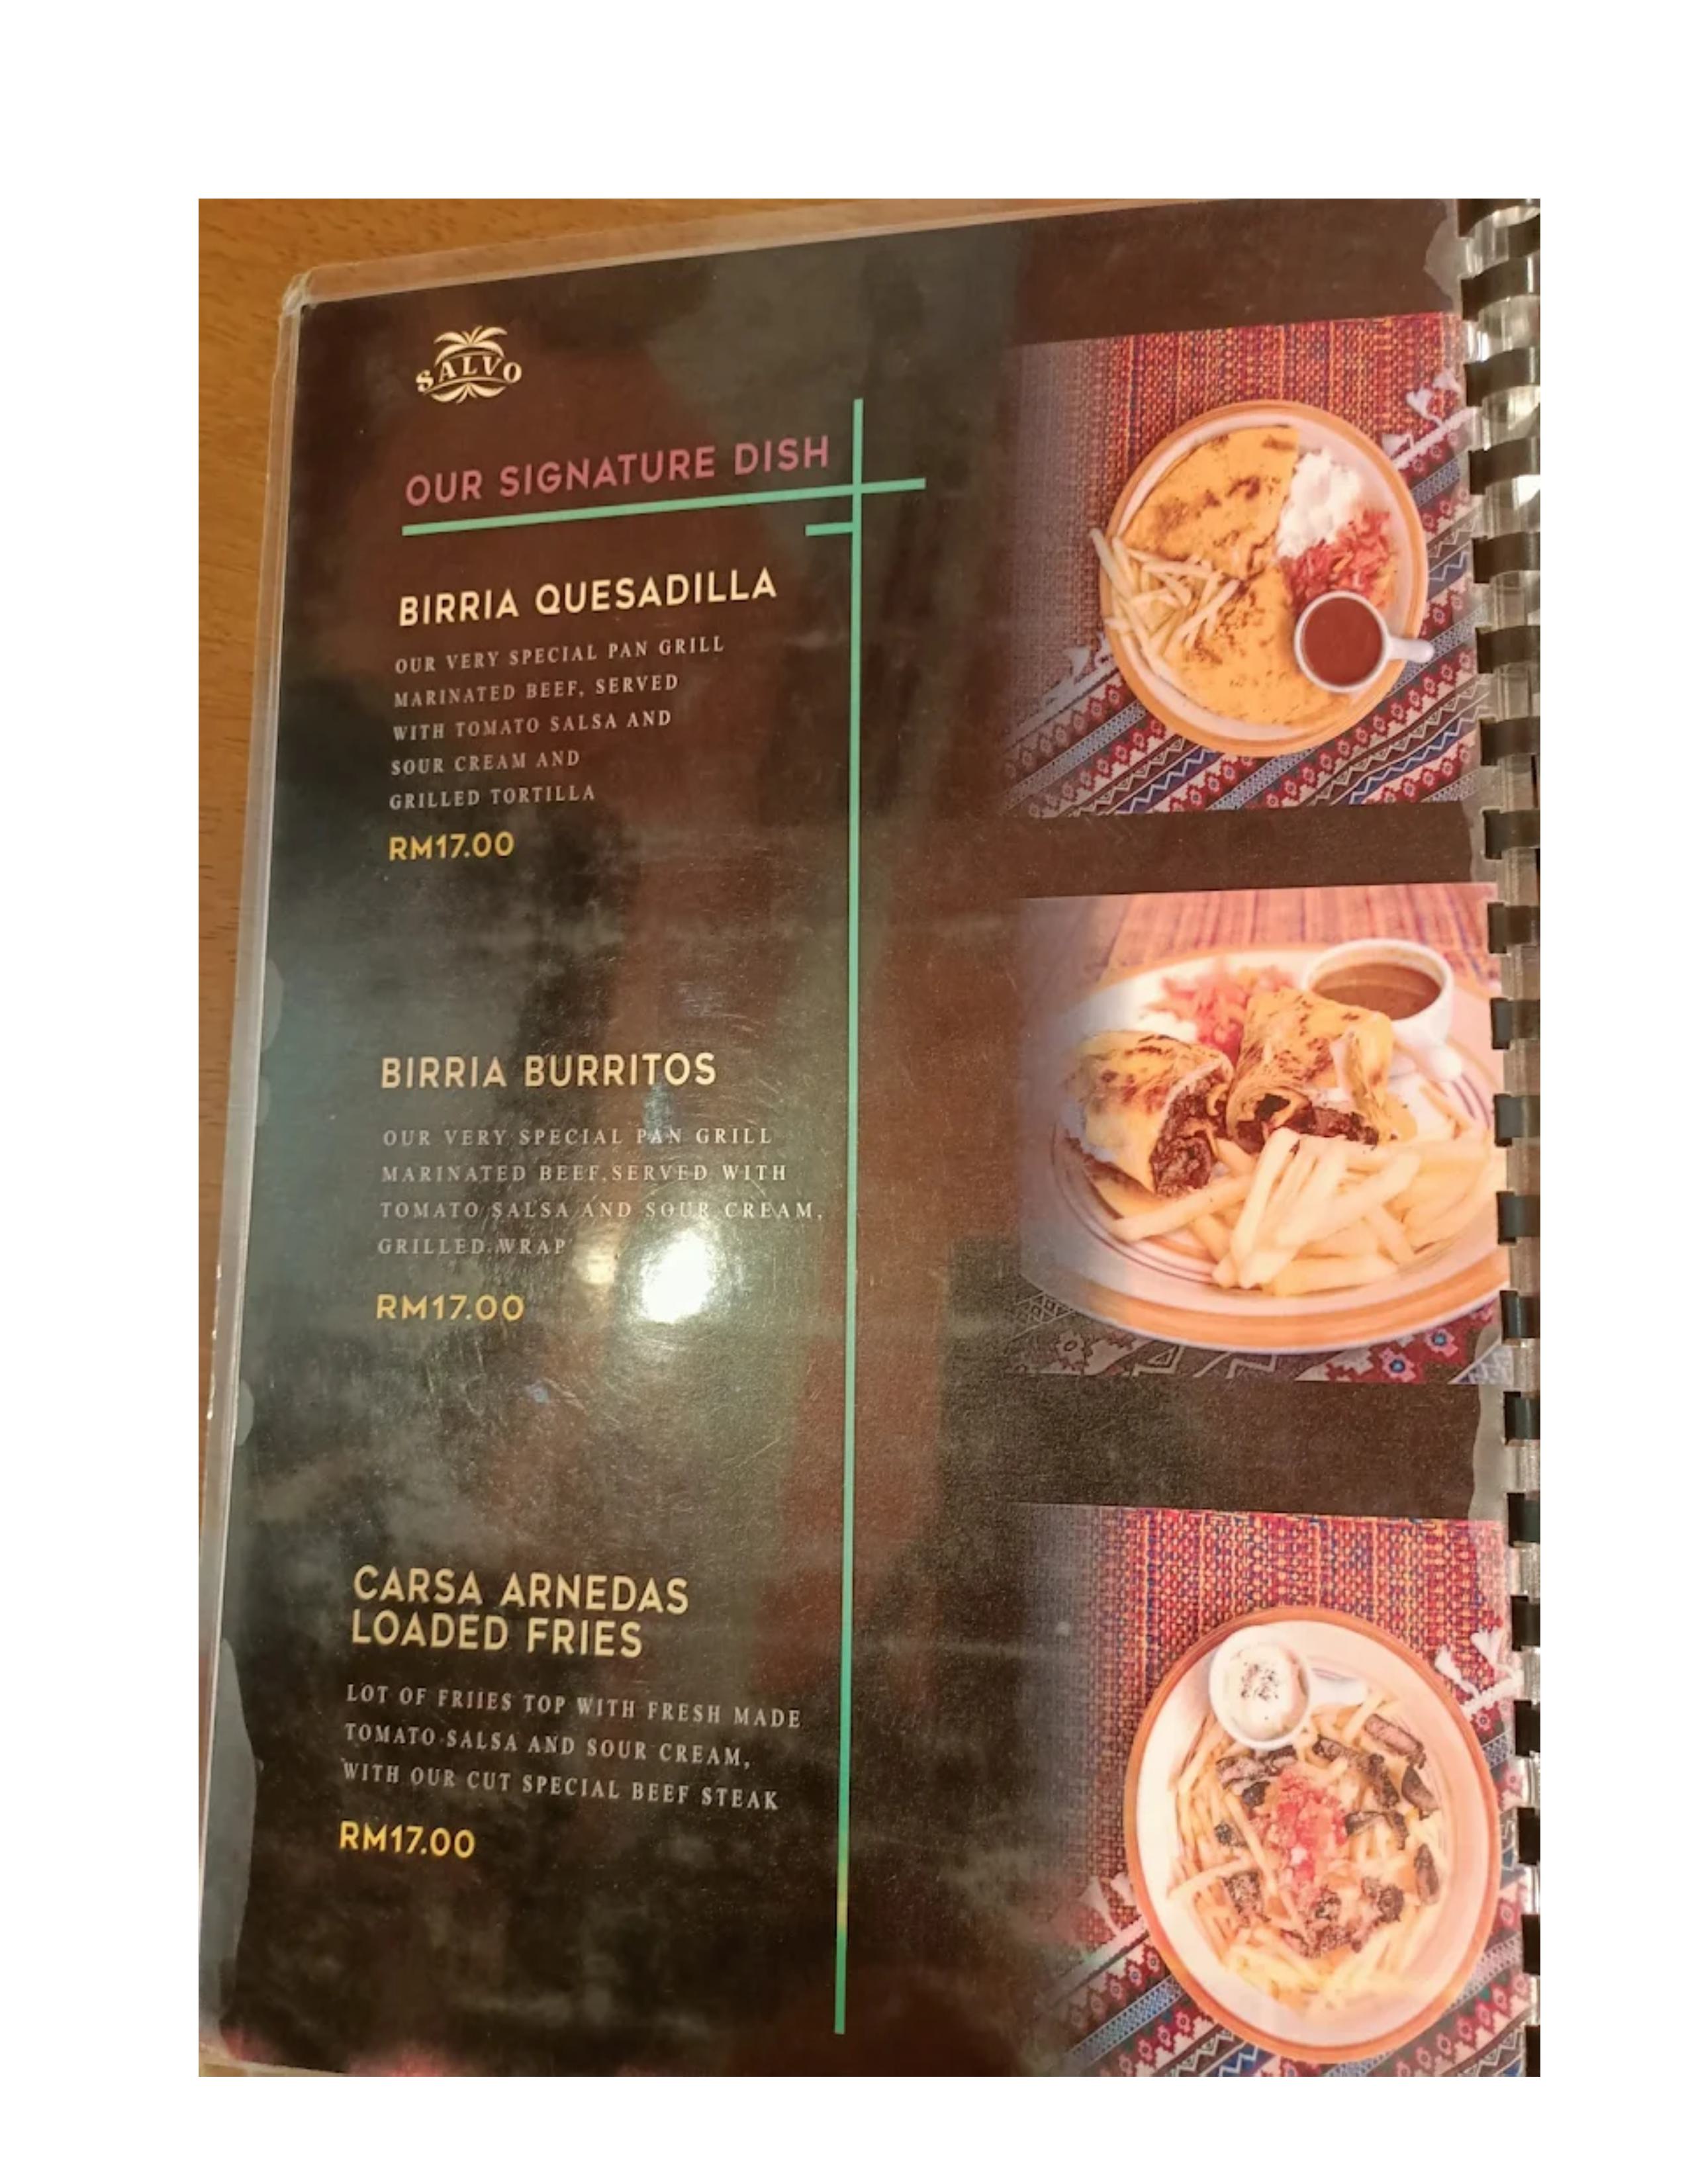 SALVO
OUR SIGNATURE DISH
BIRRIA QUESADILLA
OUR VERY SPECIAL PAN GRILL
MARINATED BEEF, SERVED
WITH TOMATO SALSA AND
SOUR CREAM AND
GRILLED TORTILLA
RM17.00
BIRRIA BURRITOS
OUR VERY SPECIAL PAN GRILL
MARINATED BEEF,SERVED WITH
TOMATO SALSA AND SOUR CREAM,
GRILLED WRAP
RM17.00
CARSA ARNEDAS
LOADED FRIES
LOT OF FRIIES TOP WITH FRESH MADE
TOMATO SALSA AND SOUR CREAM,
WITH OUR CUT SPECIAL BEEF STEAK
RM17.00